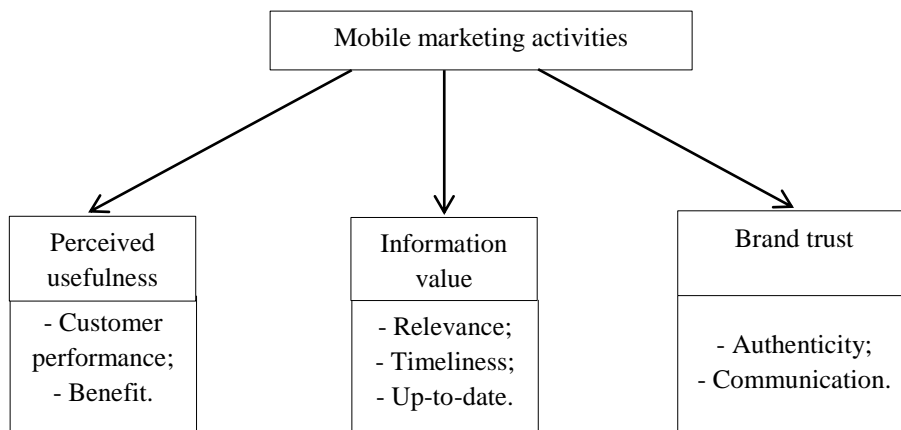 Mobile marketing activities
Perceived
usefulness
- Customer
performance;
- Benefit.
Information
value
- Relevance;
- Timeliness;
- Up-to-date.
Brand trust
- Authenticity;
- Communication.